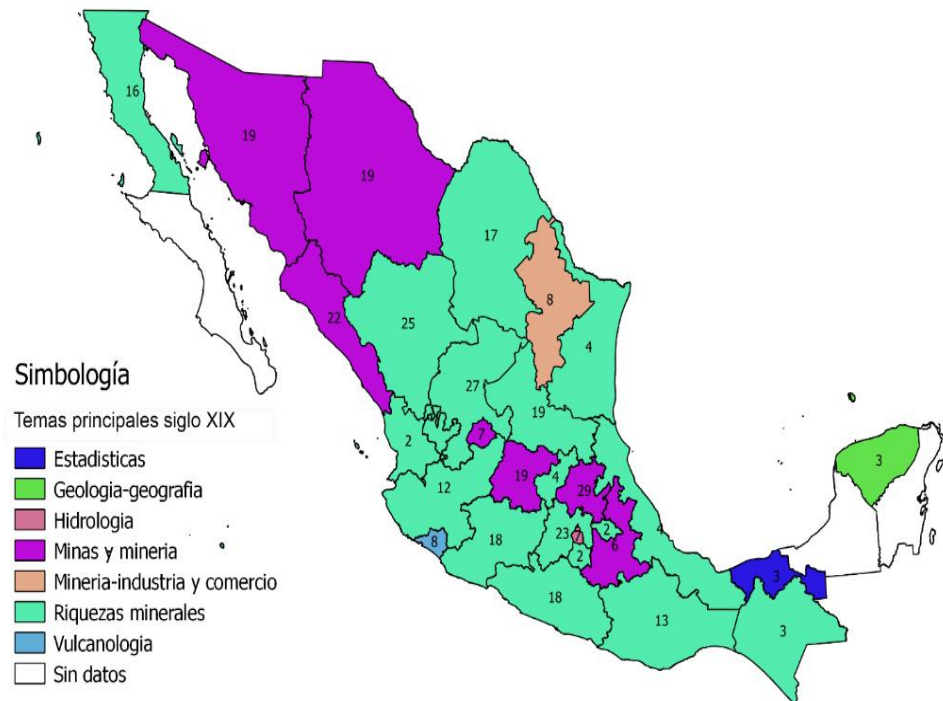 16
19
19
17
8
22
25
4
27
19
2
7
19
4
29
12
2
4
23
7
6
8
18
2
18
13
3
3
3
Simbología
Temas principales siglo XIX
Estadisticas
Geologia-geografia
Hidrologia
Minas y mineria
Mineria-industria y comercio
Riquezas minerales
Vulcanologia
Sin datos